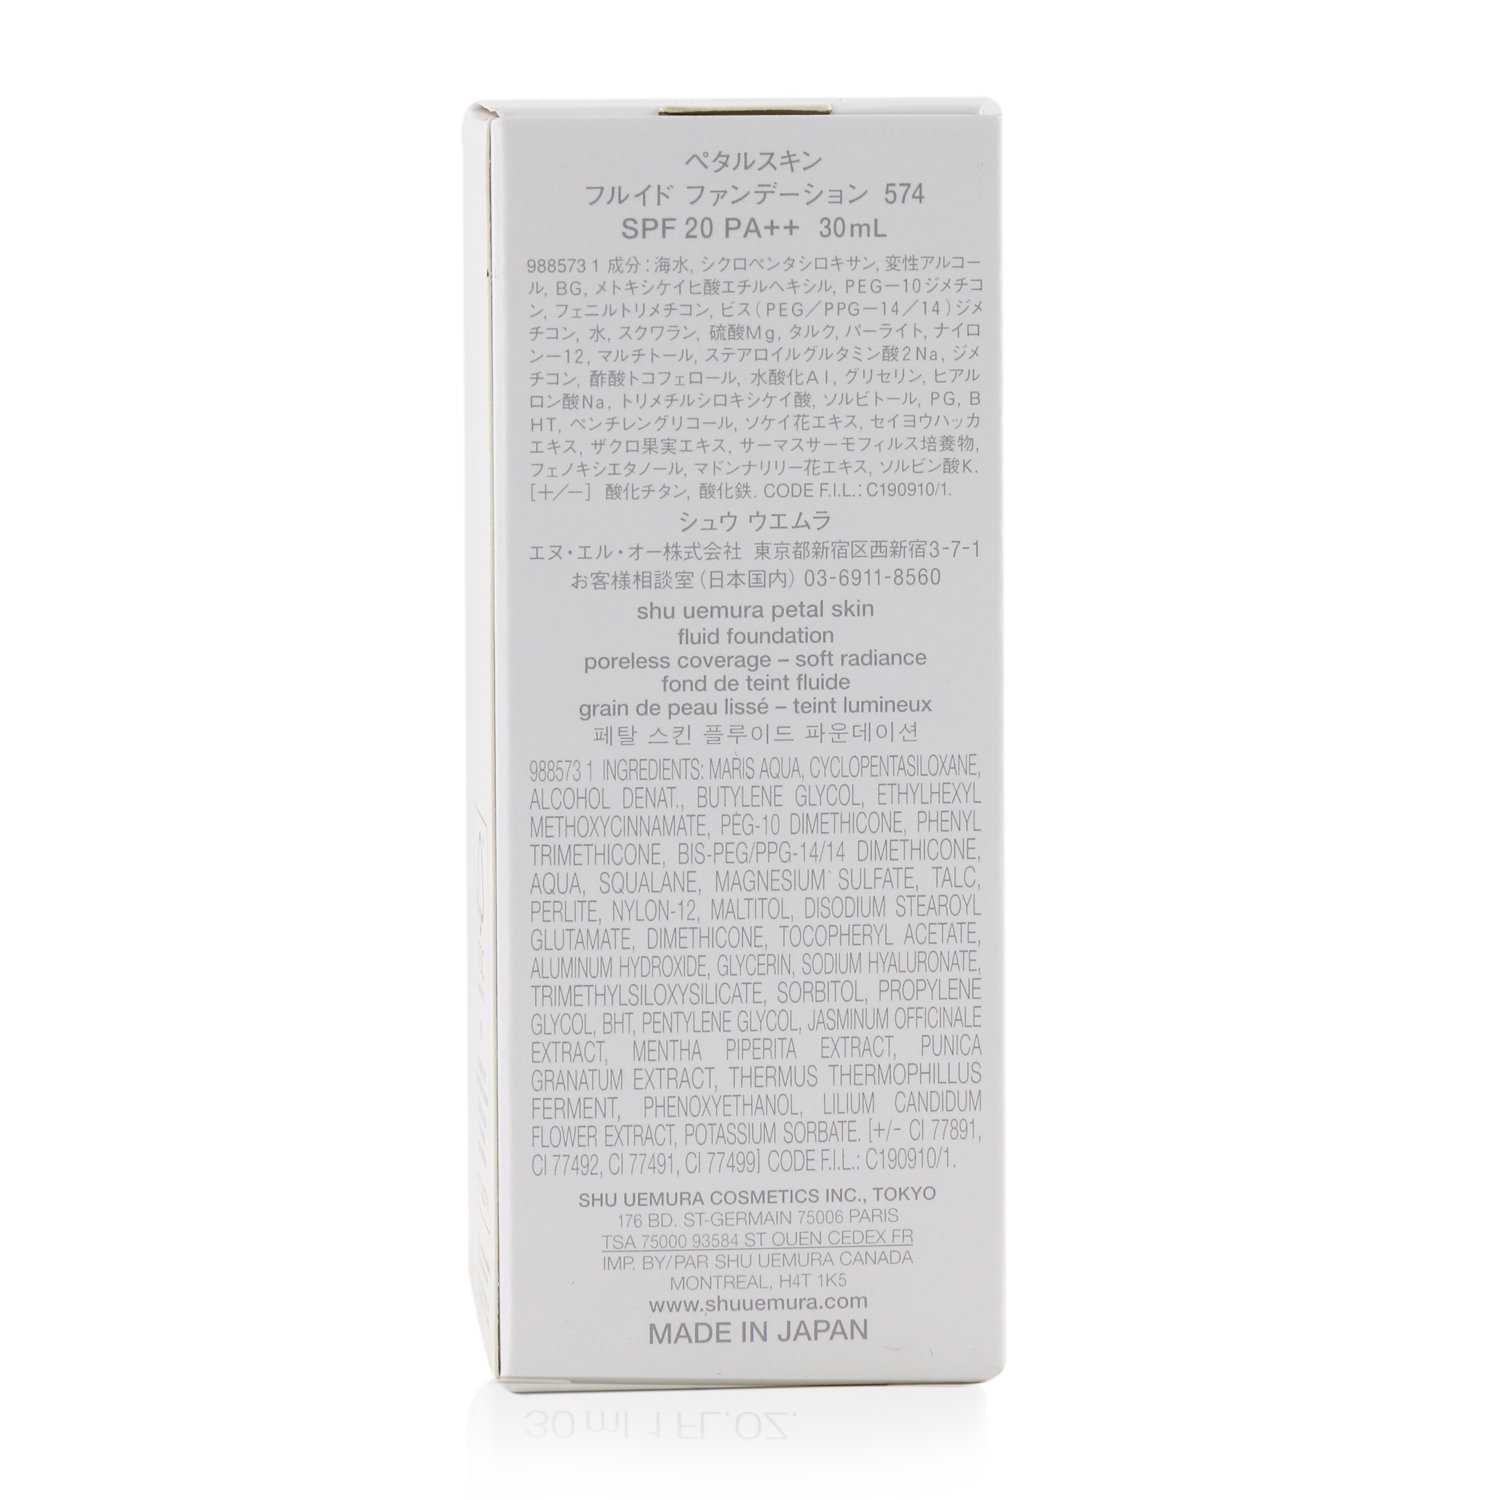 ペタルスキン
フルイド ファンデーション 574
SPF 20 PA++ 30mL
988573 1 成分：海水, シクロペンタシロキサン, 変性アルコー
ル, BG, メトキシケイヒ酸エチルヘキシル, PEG－10ジメチコ
ン, フェニルトリメチコン, ビス（PEG／PPG－14／14）ジメ
チコン, 水, スクワラン, 硫酸Mg, タルク, パーライト, ナイロ
ン－12, マルチトール, ステアロイルグルタミン酸2Na, ジメ
チコン, 酢酸トコフェロール, 水酸化Al, グリセリン, ヒアル
ロン酸Na, トリメチルシロキシケイ酸, ソルビトール, PG, B
HT, ペンチレングリコール, ソケイ花エキス, セイヨウハッカ
エキス, ザクロ果実エキス, サーマスサーモフィルス培養物,
フェノキシエタノール, マドンナリリー花エキス, ソルビン酸K.
［＋／－］ 酸化チタン, 酸化鉄. CODE F.I.L.: C190910/1.
シュウ ウエムラ
エヌ・エル・オー株式会社 東京都新宿区西新宿3-7-1
お客様相談室（日本国内）03-6911-8560
shu uemura petal skin
fluid foundation
poreless coverage – soft radiance
fond de teint fluide
grain de peau lissé – teint lumineux
페탈 스킨 플루이드 파운데이션
988573 1 INGREDIENTS: MARIS AQUA, CYCLOPENTASILOXANE,
ALCOHOL DENAT., BUTYLENE GLYCOL, ETHYLHEXYL
METHOXYCINNAMATE, PEG-10 DIMETHICONE, PHENYL
TRIMETHICONE, BIS-PEG/PPG-14/14 DIMETHICONE,
AQUA, SQUALANE, MAGNESIUM SULFATE, TALC,
PERLITE, NYLON-12, MALTITOL, DISODIUM STEAROYL
GLUTAMATE, DIMETHICONE, TOCOPHERYL ACETATE,
ALUMINUM HYDROXIDE, GLYCERIN, SODIUM HYALURONATE,
TRIMETHYLSILOXYSILICATE, SORBITOL, PROPYLENE
GLYCOL, BHT, PENTYLENE GLYCOL, JASMINUM OFFICINALE
EXTRACT, MENTHA PIPERITA EXTRACT, PUNICA
GRANATUM EXTRACT, THERMUS THERMOPHILLUS
FERMENT, PHENOXYETHANOL, LILIUM CANDIDUM
FLOWER EXTRACT, POTASSIUM SORBATE. [+/- CI 77891,
CI 77492, CI 77491, CI 77499] CODE F.I.L.: C190910/1.
SHU UEMURA COSMETICS INC., TOKYO
176 BD. ST-GERMAIN 75006 PARIS
TSA 75000 93584 ST OUEN CEDEX FR
IMP. BY/PAR SHU UEMURA CANADA
MONTREAL, H4T 1K5
www.shuuemura.com
MADE IN JAPAN
30 ml 1 FL.OZ.